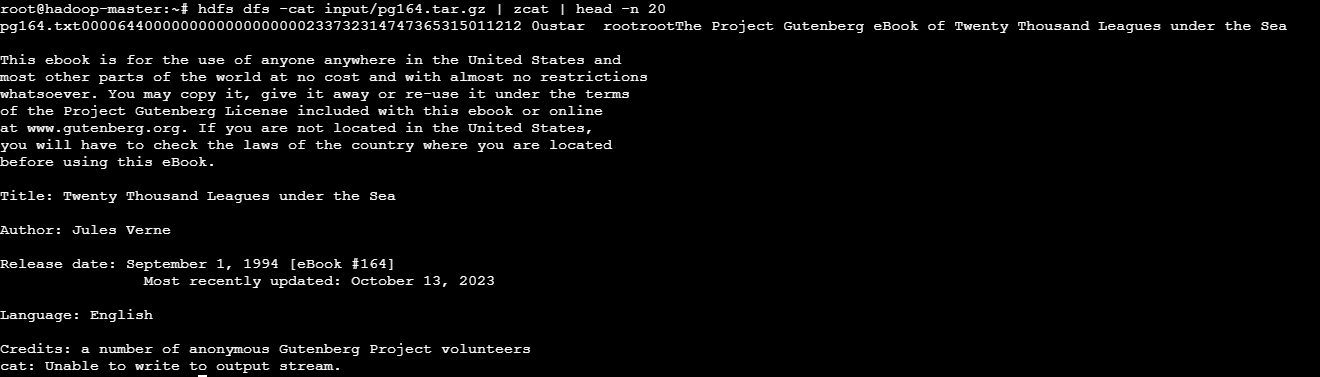 root@hadoop-master:~# hdfs dfs -cat input/pg164.tar.gz | zcat | head -n 20
pg164.txt0000644000000000000000000023373231474736531501 1212 0ustar  rootrootThe Project Gutenberg eBook of Twenty Thousand Leagues under the Sea
This ebook is for the use of anyone anywhere in the United States and
most other parts of the world at no cost and with almost no restrictions
whatsoever. You may copy it, give it away or re-use it under the terms
of the Project Gutenberg License included with this ebook or online
at www.gutenberg.org. If you are not located in the United States,
you will have to check the laws of the country where you are located
before using this eBook.
Title: Twenty Thousand Leagues under the Sea
Author: Jules Verne
Release date: September 1, 1994 [eBook #164]
Most recently updated: October 13, 2023
Language: English
Credits: a number of anonymous Gutenberg Project volunteers
cat: Unable to write to output stream.